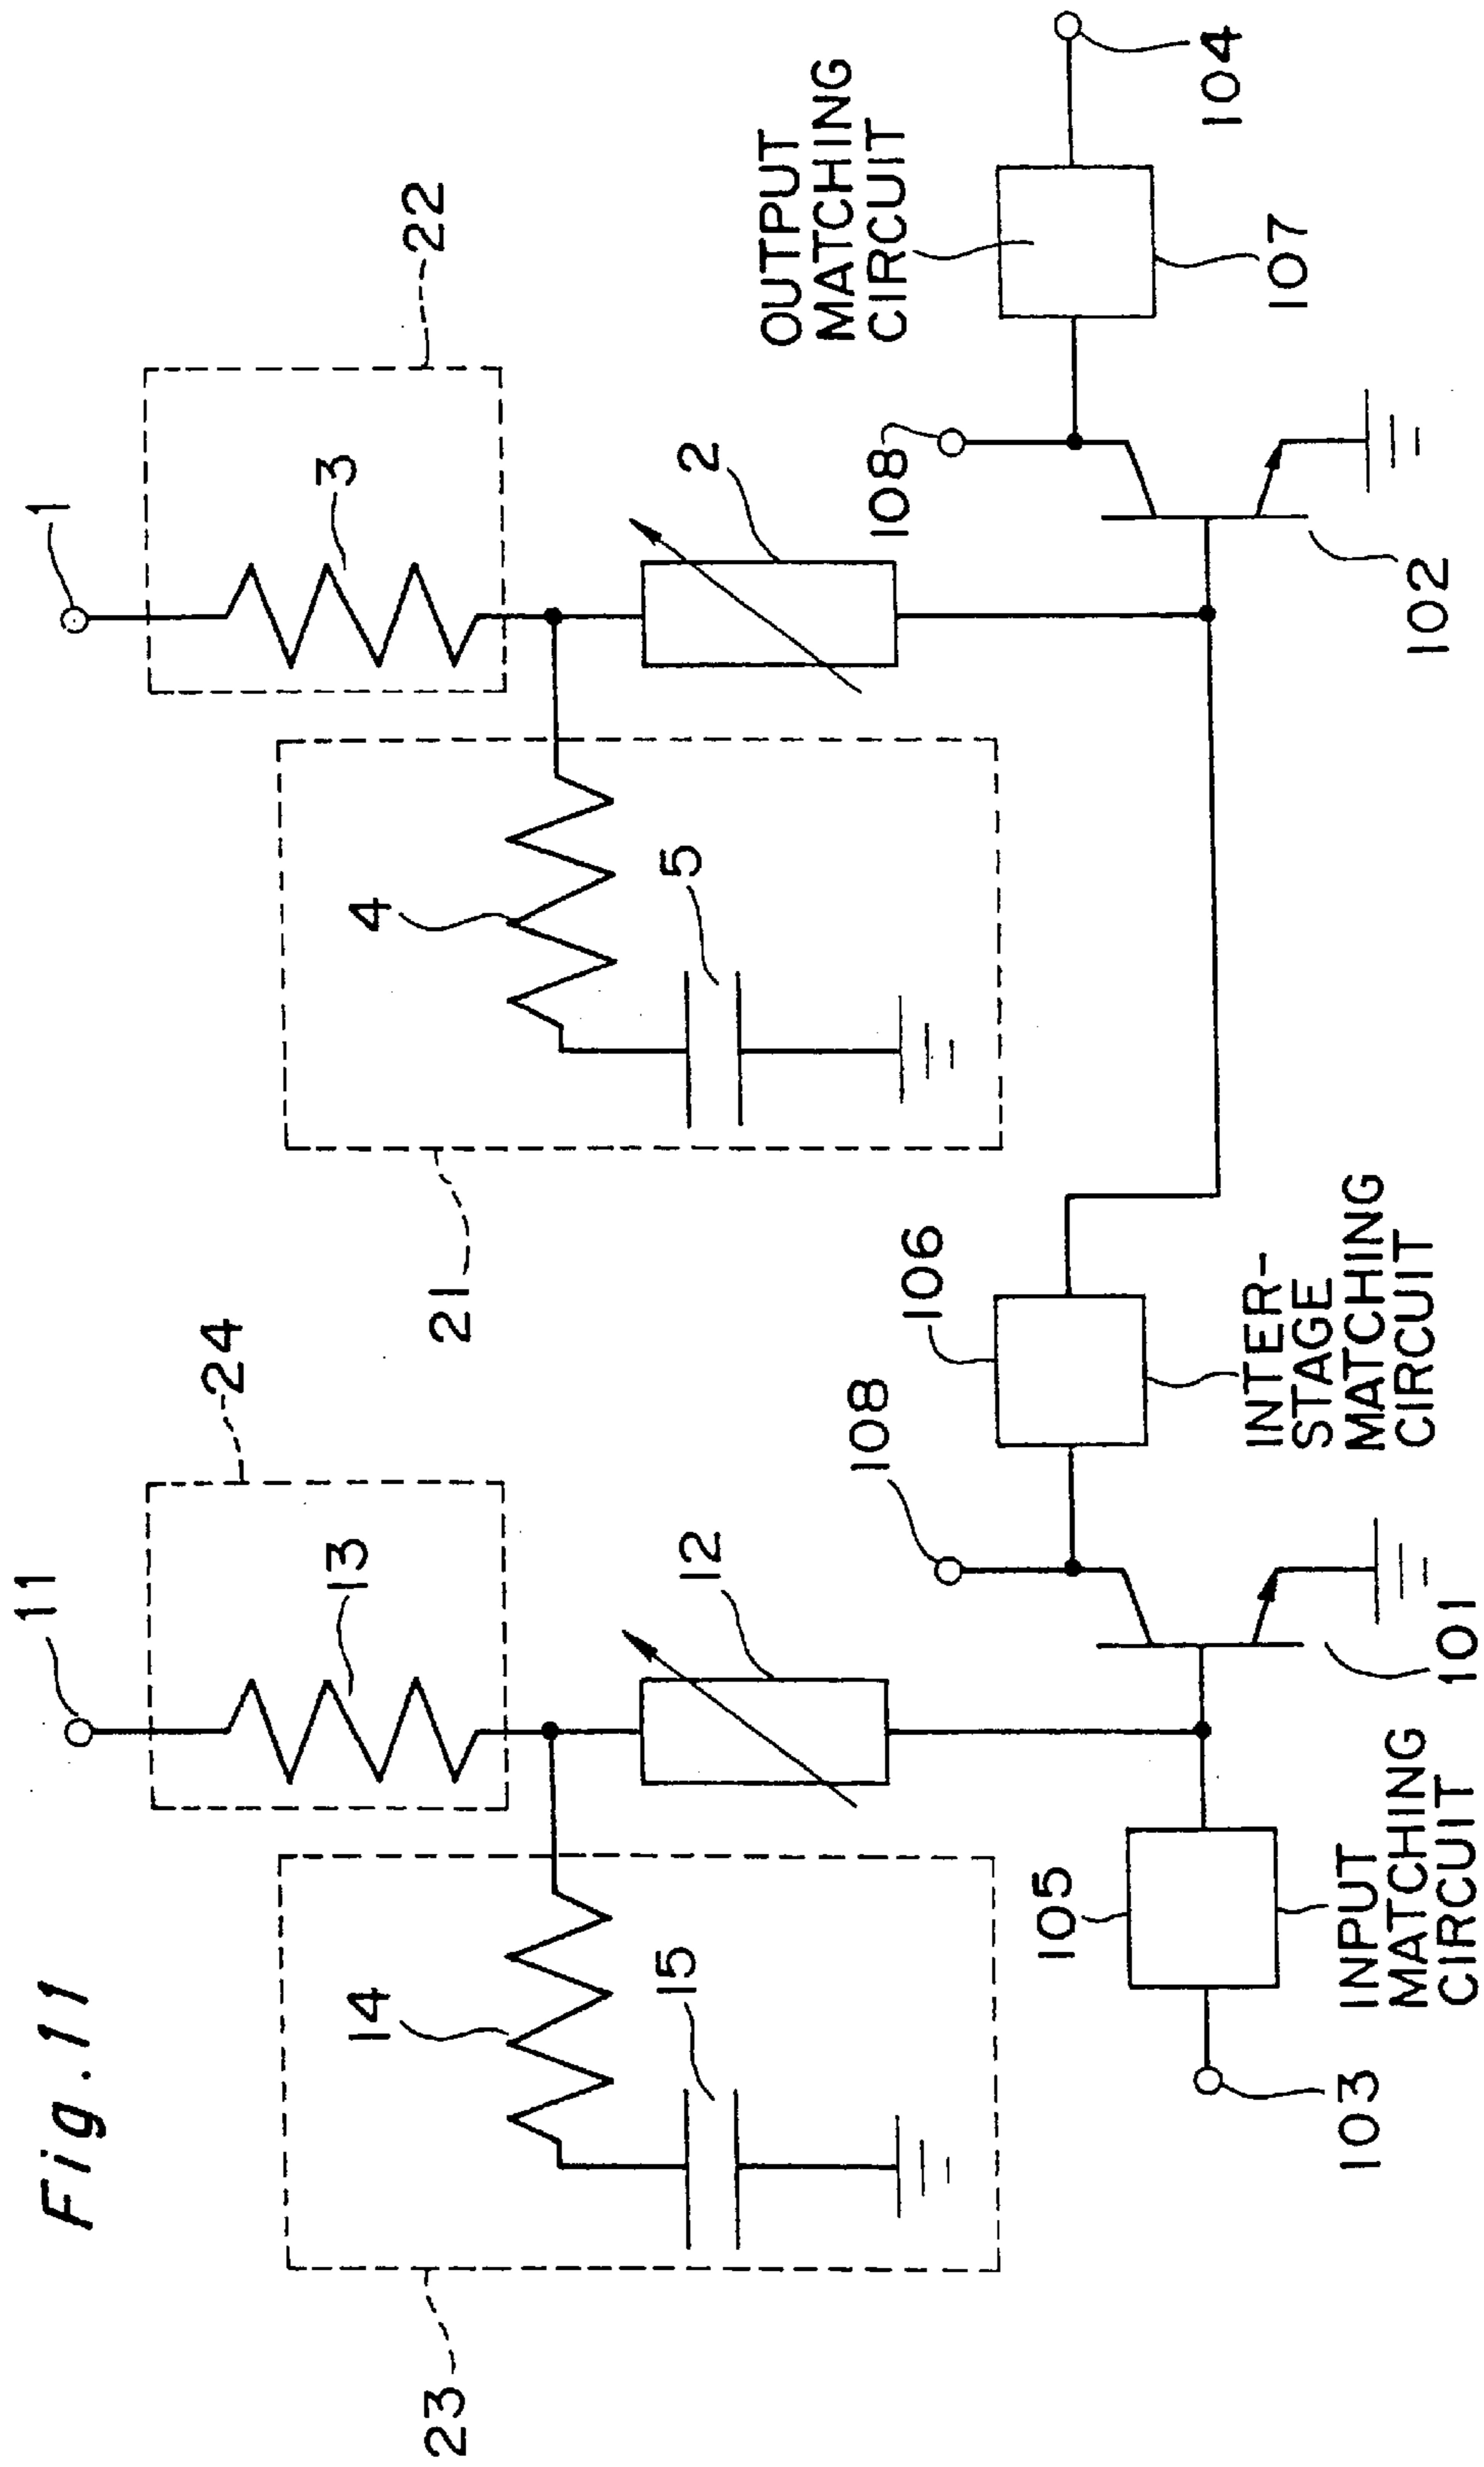 Fig. 11
11
24
13
14
15
23
12
108
101
103
105
INPUT
MATCHING
CIRCUIT
106
INTER-
STAGE
MATCHING
CIRCUIT
1
22
3
4
5
21
2
108
102
OUTPUT
MATCHING
CIRCUIT
107
104